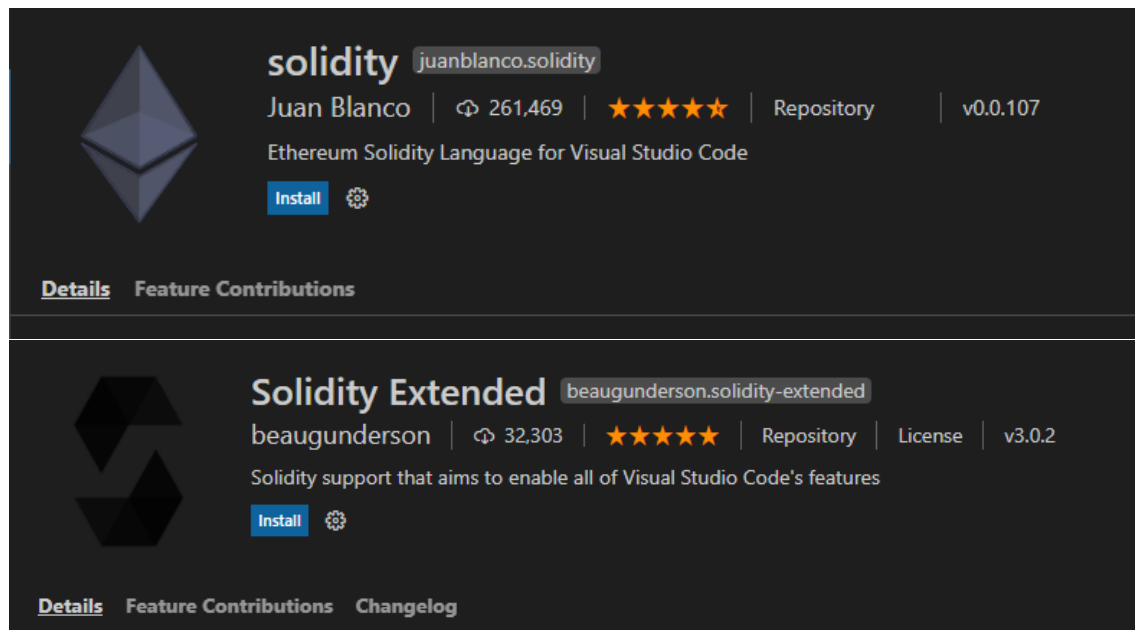 solidity juanblanco.solidity
Juan Blanco 261,469 Repository v0.0.107
Ethereum Solidity Language for Visual Studio Code
Install
Details Feature Contributions
Solidity Extended beaugunderson.solidity-extended
beaugunderson 32,303 Repository License v3.0.2
Solidity support that aims to enable all of Visual Studio Code's features
Install
Details Feature Contributions Changelog